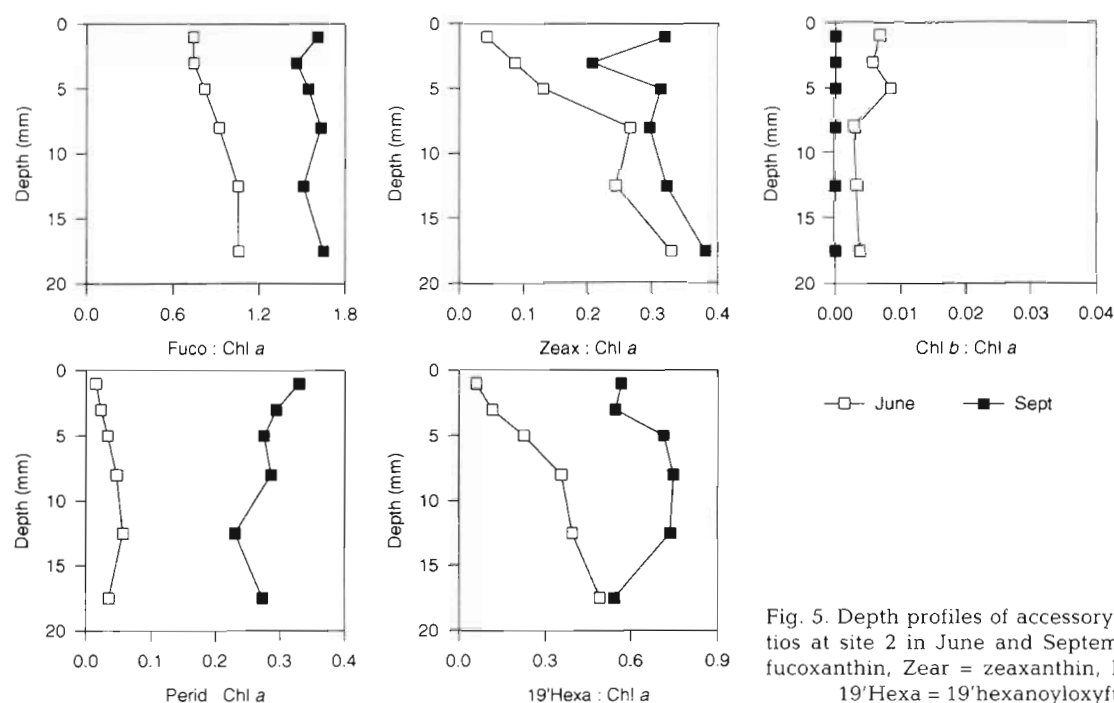 0
5
10
15
20
Depth (mm)
0.0 0.6 1.2 1.8
Fuco : Chl a
0
5
10
15
20
Depth (mm)
0.0 0.1 0.2 0.3 0.4
Zeax : Chl a
0
5
10
15
20
Depth (mm)
0.0 0.01 0.02 0.03 0.04
Chl b : Chl a
0
5
10
15
20
Depth (mm)
0.0 0.1 0.2 0.3 0.4
Perid Chl a
0
5
10
15
20
Depth (mm)
0.0 0.3 0.6 0.9
19'Hexa : Chl a
June Sept
Fig. 5. Depth profiles of accessory
tios at site 2 in June and Septem
fucoxanthin, Zear = zeaxanthin,
19'Hexa = 19'hexanoyloxyf